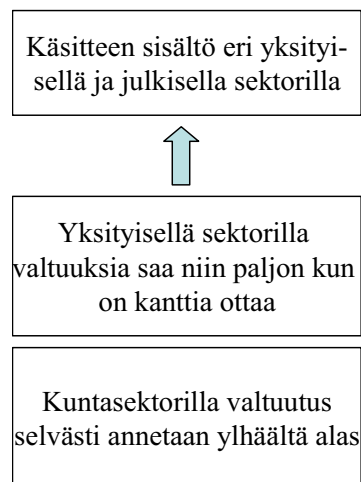 Käsitteen sisältö eri yksityi-
sellä ja julkisella sektorilla
Yksityisellä sektorilla
valtuuksia saa niin paljon kun
on kanttia ottaa
Kuntasektorilla valtuutus
selvästi annetaan ylhäältä alas